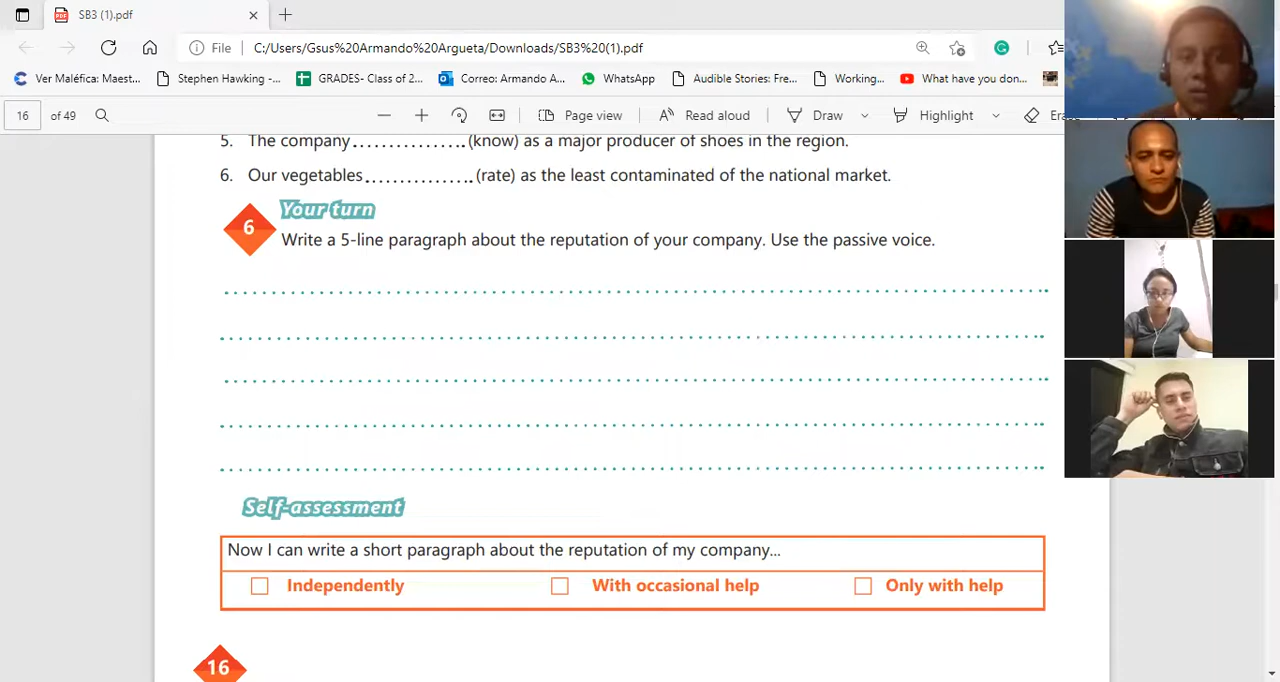 SB3 (1).pdf
File
C:/Users/Gsus%20Armando%20Argueta/Downloads/SB3%20(1).pdf
Ver Maléfica: Maest...
Stephen Hawking -...
GRADES- Class of 2...
Correo: Armando A...
WhatsApp
Audible Stories: Fre...
Working...
What have you don...
16 of 49
Page view
Read aloud
Draw
Highlight
5. The company ............... (know) as a major producer of shoes in the region.
6. Our vegetables ............... (rate) as the least contaminated of the national market.
Your turn
6
Write a 5-line paragraph about the reputation of your company. Use the passive voice.
Self-assessment
Now I can write a short paragraph about the reputation of my company...
Independently
With occasional help
Only with help
16